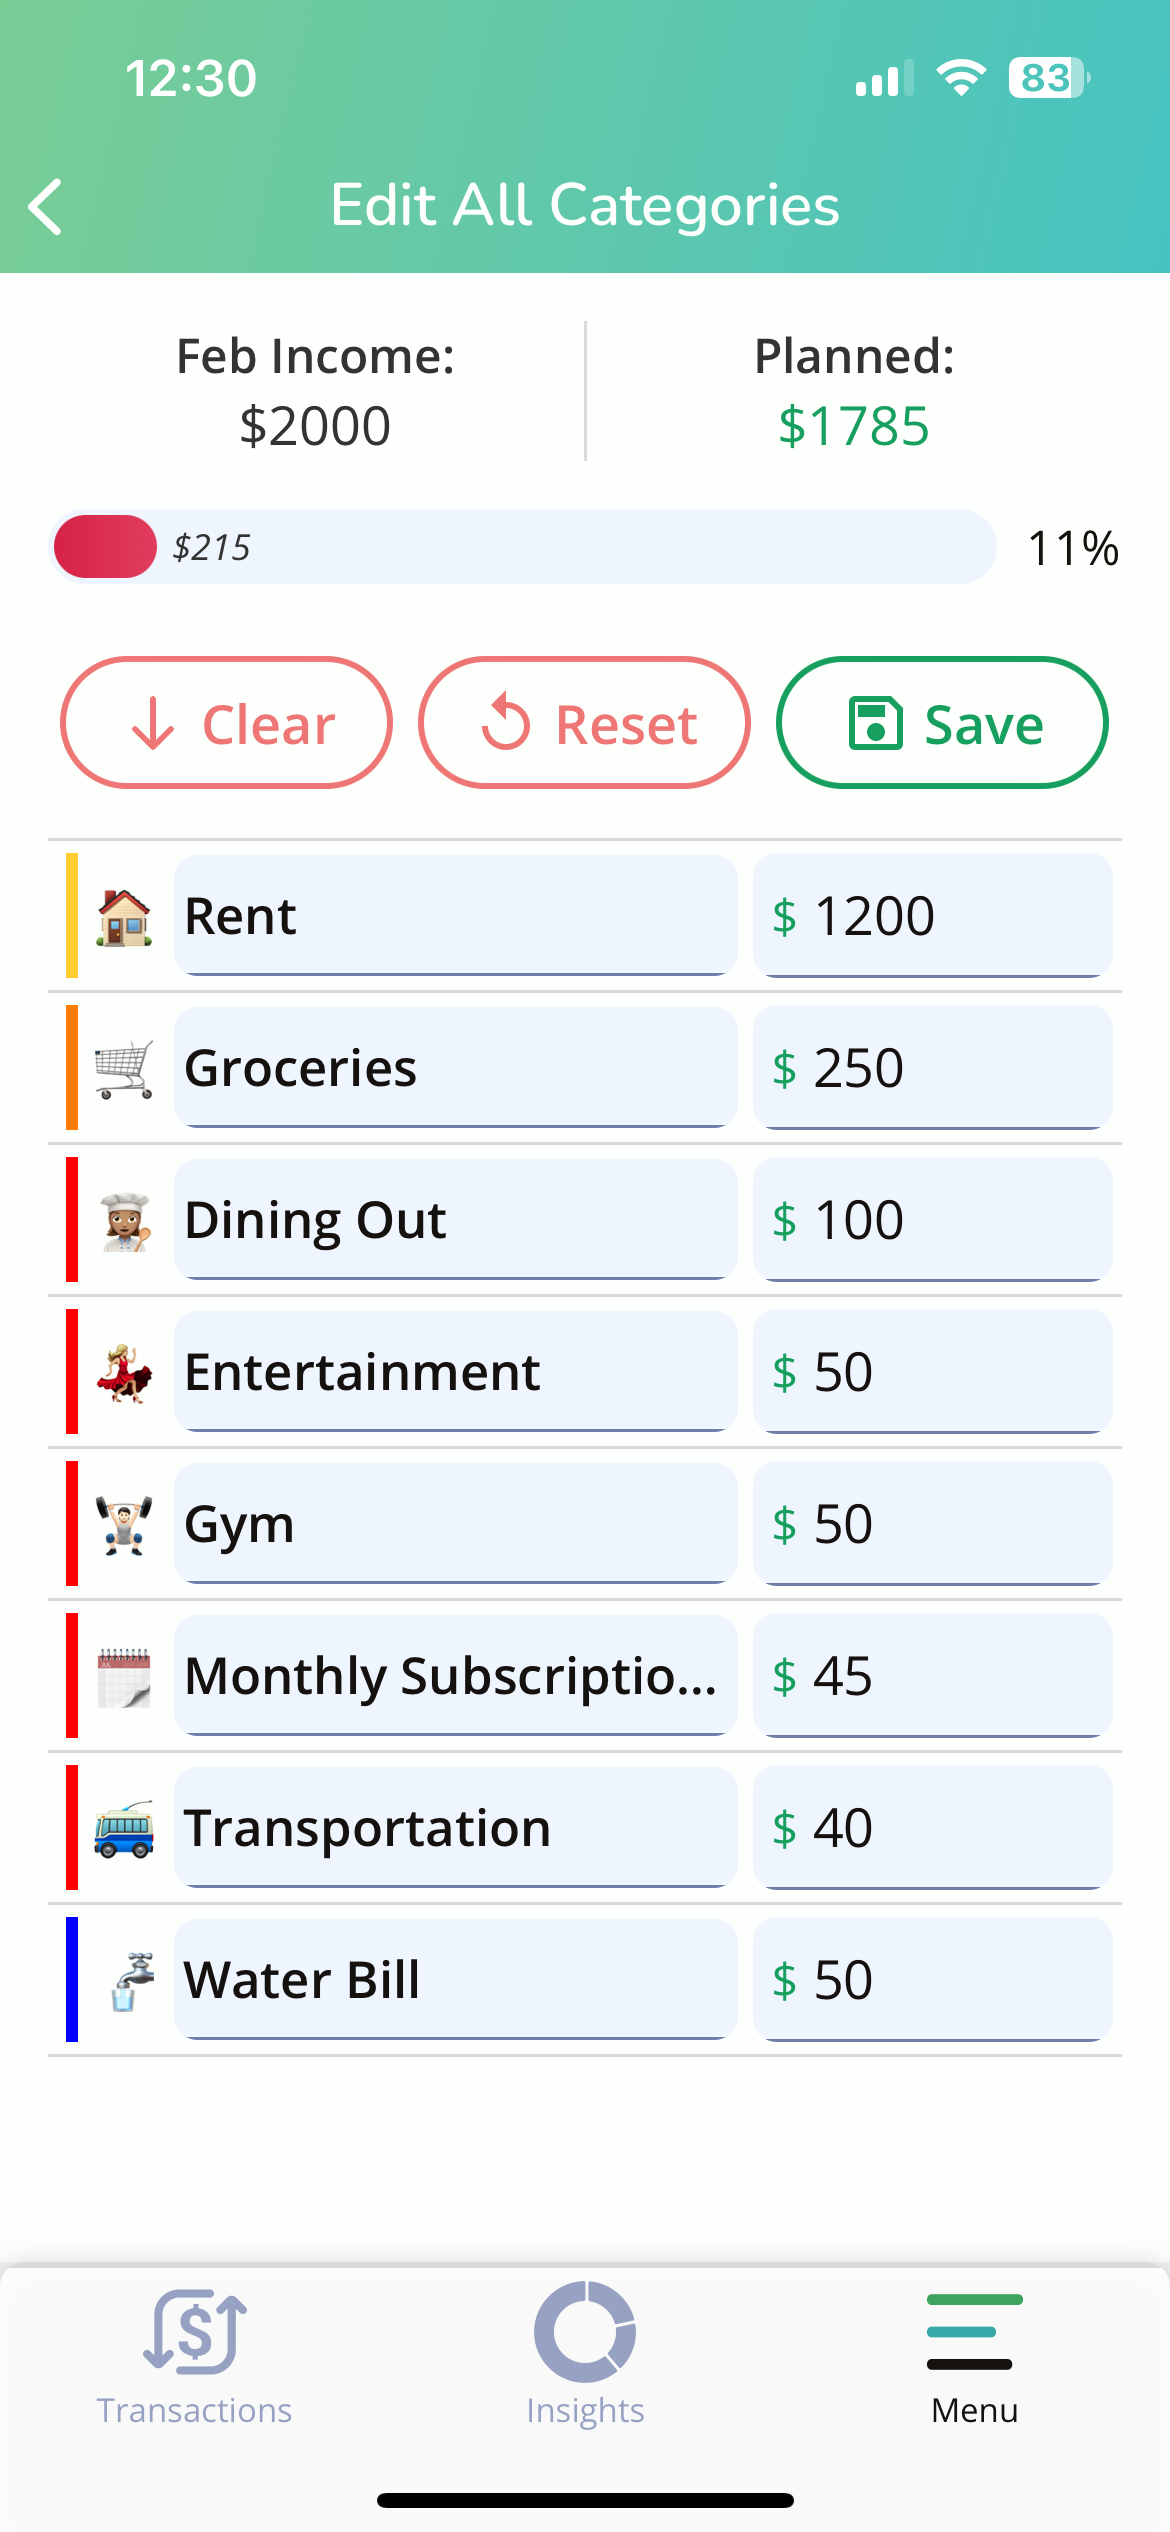 12:30
83
Edit All Categories
Feb Income:
$2000
Planned:
$1785
$215
11%
Clear
Reset
Save
Rent
$ 1200
Groceries
$ 250
Dining Out
$ 100
Entertainment
$ 50
Gym
$ 50
Monthly Subscriptio...
$ 45
Transportation
$ 40
Water Bill
$ 50
Transactions
Insights
Menu